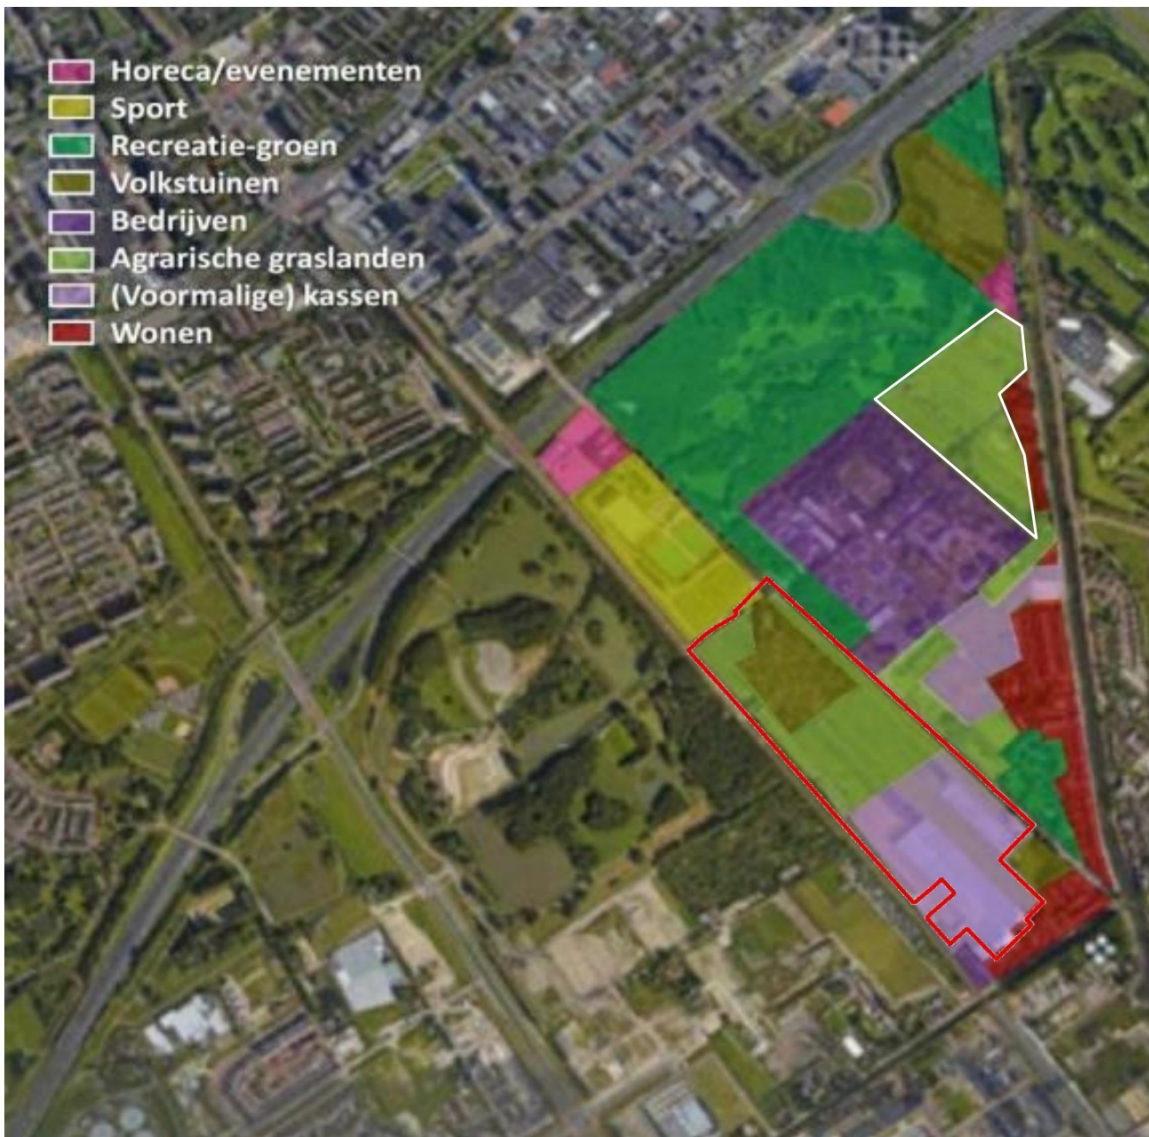 Horeca/evenementen
Sport
Recreatie-groen
Volkstuinen
Bedrijven
Agrarische graslanden
(Voormalige) kassen
Wonen